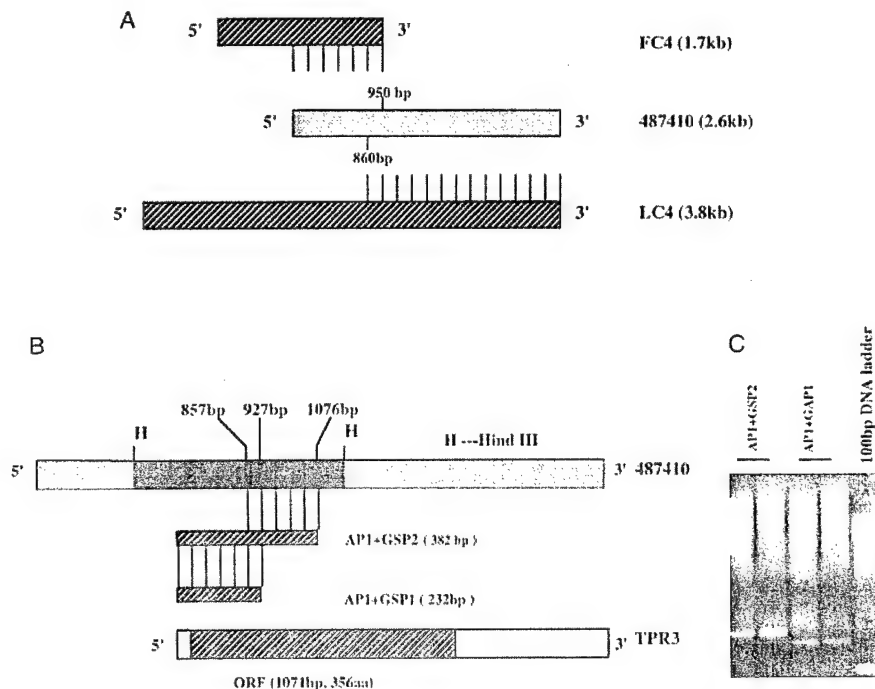 A
5' 3' FC4 (1.7kb)
950 bp
5' 3' 487410 (2.6kb)
860bp
5' 3' LC4 (3.8kb)
B
857bp 927bp 1076bp
H H H ---Hind III
5' 3' 487410
AP1+GSP2 ( 382 bp )
AP1+GSP1 ( 232bp )
5' 3' TPR3
ORF (1071bp, 356aa)
C
AP1+GSP2
AP1+GAP1
100bp DNA ladder